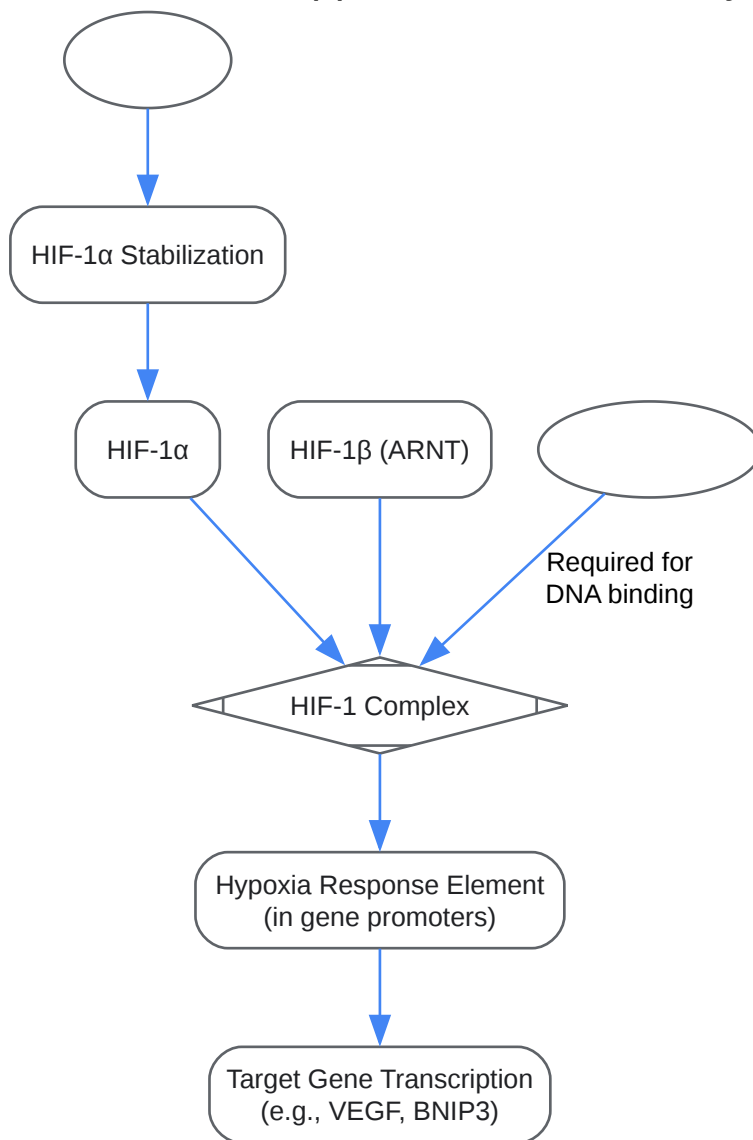 HIF-1α Stabilization
HIF-1α
HIF-1β (ARNT)
Required for
DNA binding
HIF-1 Complex
Hypoxia Response Element
(in gene promoters)
Target Gene Transcription
(e.g., VEGF, BNIP3)